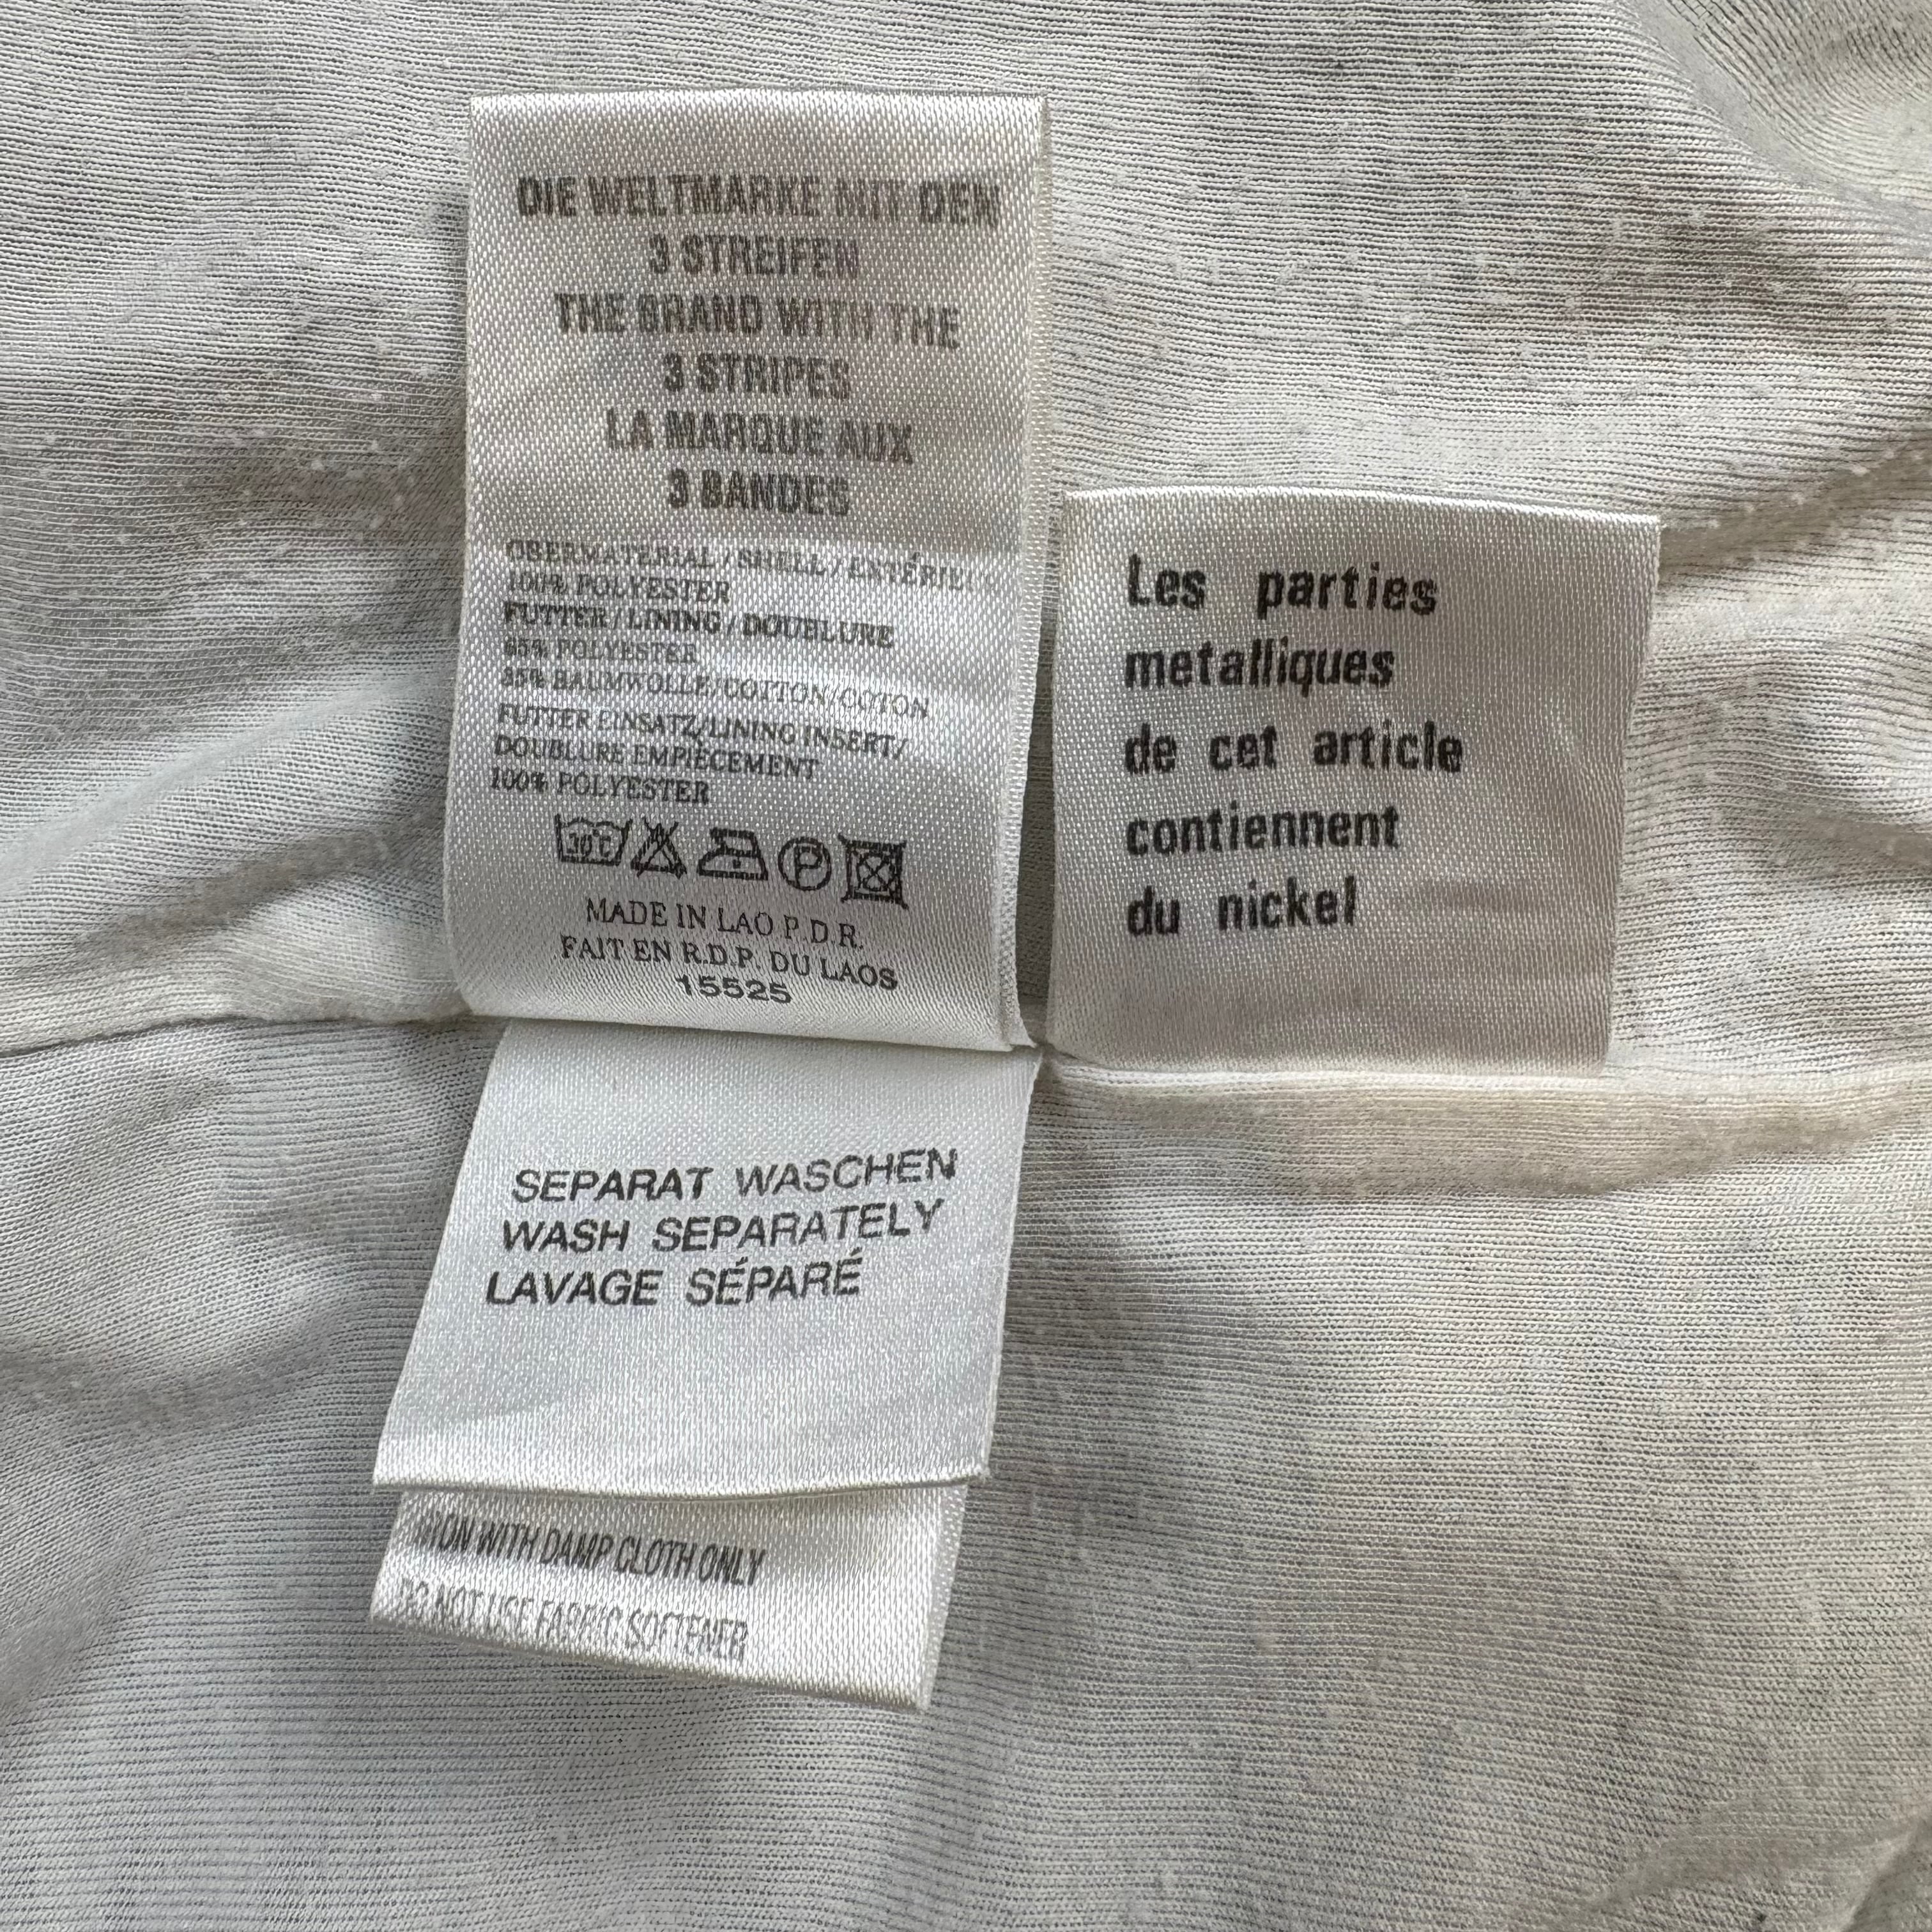 DIE WELTMARKE MIT DEN
3 STREIFEN
THE BRAND WITH THE
3 STRIPES
LA MARQUE AUX
3 BANDES
OBERMATERIAL / SHELL / EXTÉRIEUR
100% POLYESTER
FUTTER / LINING / DOUBLURE
65% POLYESTER
35% BAUMWOLLE/COTTON/COTON
FUTTER EINSATZ/LINING INSERT/
DOUBLURE EMPIÈCEMENT
100% POLYESTER
30°C
P
MADE IN LAO P.D.R.
FAIT EN R.D.P. DU LAOS
15525
Les parties
metalliques
de cet article
contiennent
du nickel
SEPARAT WASCHEN
WASH SEPARATELY
LAVAGE SÉPARÉ
IRON WITH DAMP CLOTH ONLY
DO NOT USE FABRIC SOFTENER